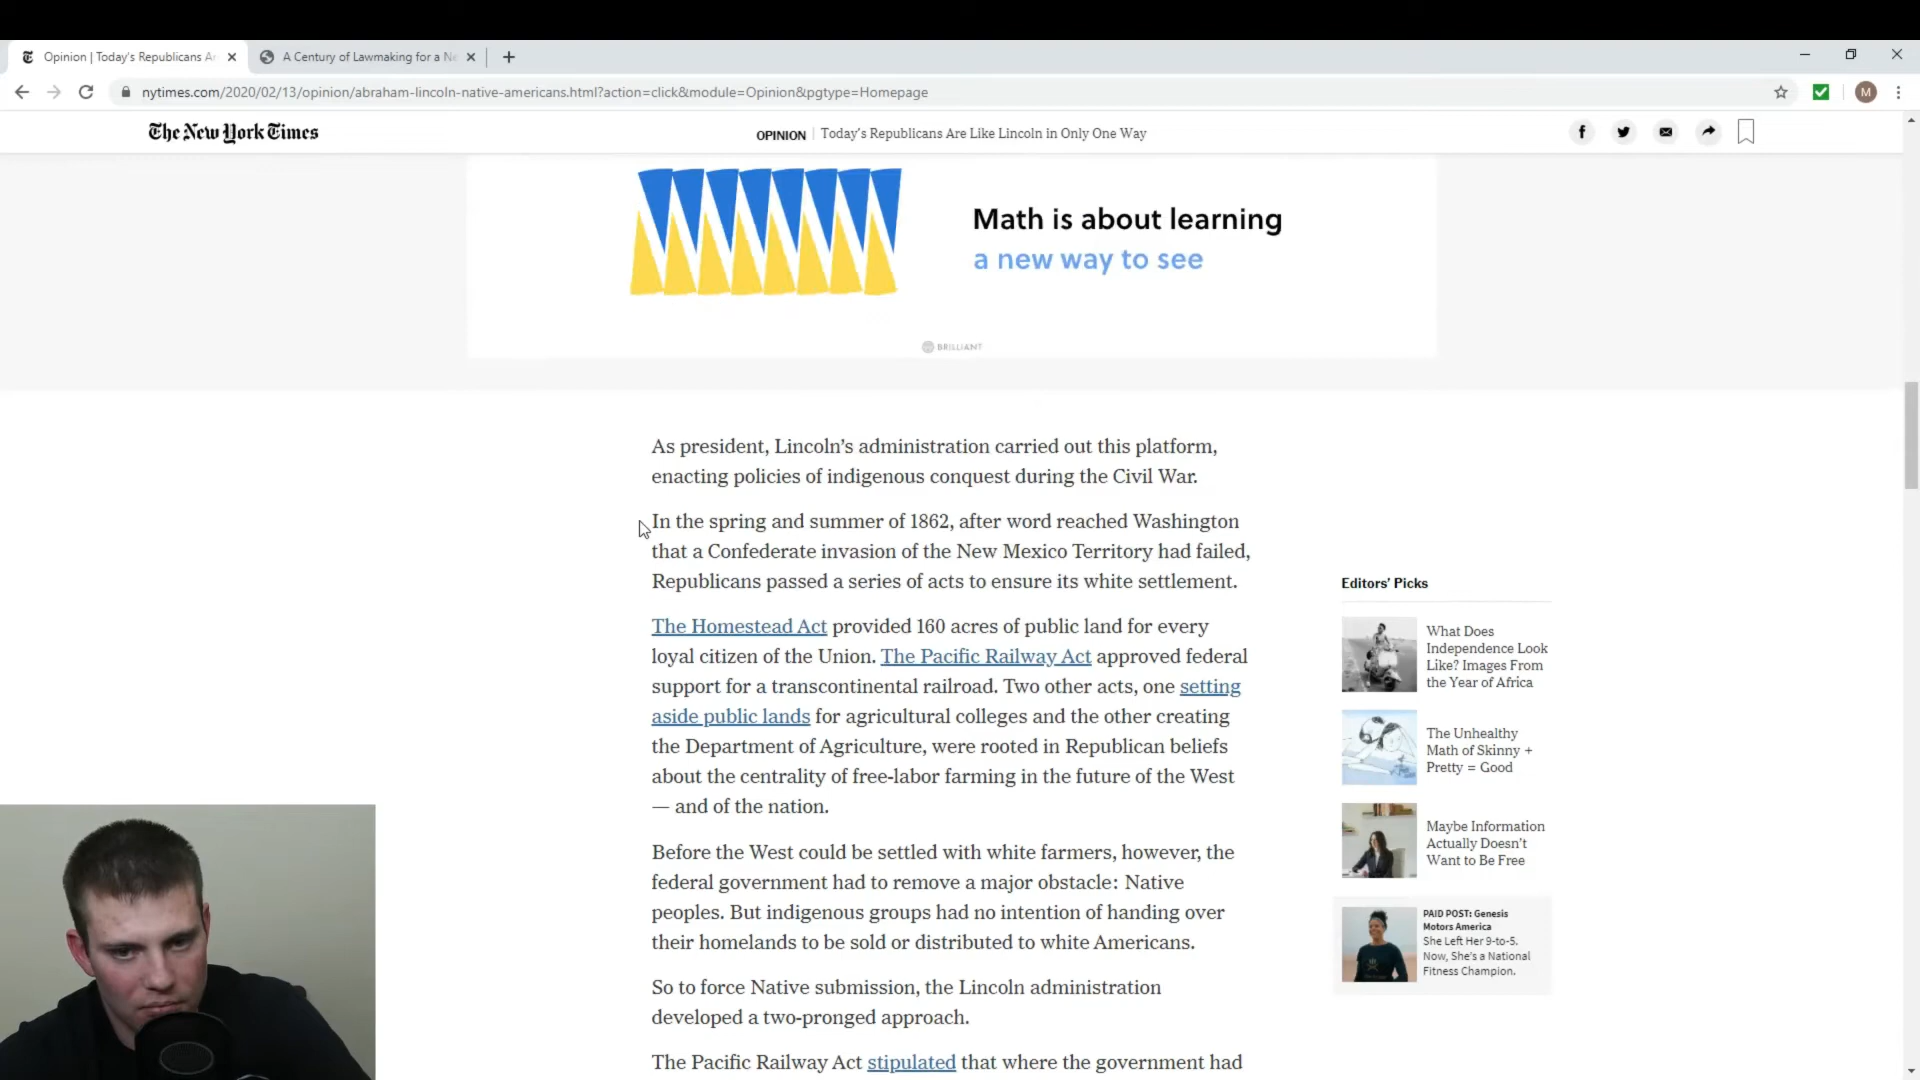 Opinion | Today's Republicans Ar
A Century of Lawmaking for a Ne
nytimes.com/2020/02/13/opinion/abraham-lincoln-native-americans.html?action=click&module=Opinion&pgtype=Homepage
M
The New York Times
OPINION | Today's Republicans Are Like Lincoln in Only One Way
Math is about learning
a new way to see
BRILLIANT
As president, Lincoln's administration carried out this platform,
enacting policies of indigenous conquest during the Civil War.
In the spring and summer of 1862, after word reached Washington
that a Confederate invasion of the New Mexico Territory had failed,
Republicans passed a series of acts to ensure its white settlement.
The Homestead Act provided 160 acres of public land for every
loyal citizen of the Union. The Pacific Railway Act approved federal
support for a transcontinental railroad. Two other acts, one setting
aside public lands for agricultural colleges and the other creating
the Department of Agriculture, were rooted in Republican beliefs
about the centrality of free-labor farming in the future of the West
— and of the nation.
Before the West could be settled with white farmers, however, the
federal government had to remove a major obstacle: Native
peoples. But indigenous groups had no intention of handing over
their homelands to be sold or distributed to white Americans.
So to force Native submission, the Lincoln administration
developed a two-pronged approach.
The Pacific Railway Act stipulated that where the government had
Editors' Picks
What Does
Independence Look
Like? Images From
the Year of Africa
The Unhealthy
Math of Skinny +
Pretty = Good
Maybe Information
Actually Doesn't
Want to Be Free
PAID POST: Genesis
Motors America
She Left Her 9-to-5.
Now, She's a National
Fitness Champion.